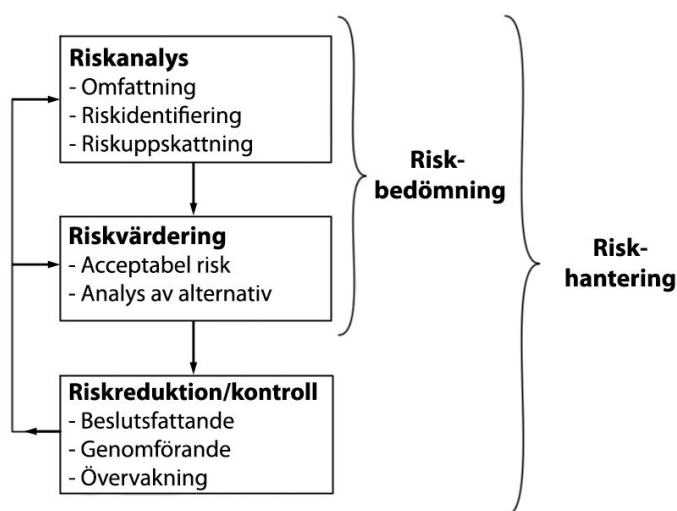 Riskanalys
- Omfattning
- Riskidentifiering
- Riskuppskattning
Risk-
bedömning
Riskvärdering
- Acceptabel risk
- Analys av alternativ
Risk-
hantering
Riskreduktion/kontroll
- Beslutsfattande
- Genomförande
- Övervakning